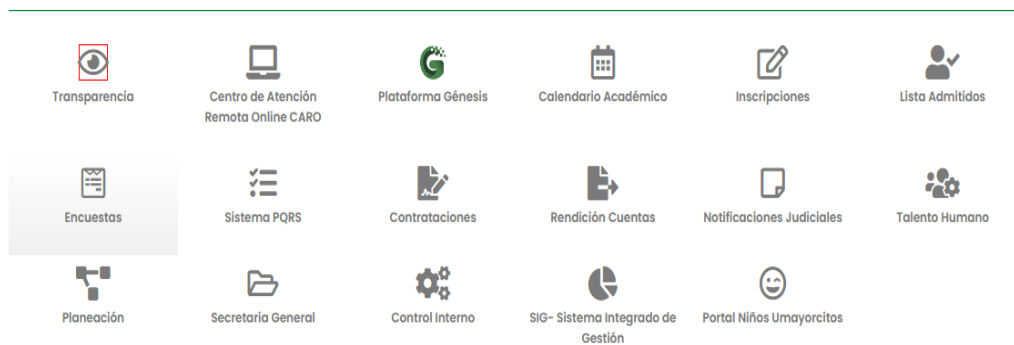 Transparencia
Centro de Atención
Remota Online CARO
Plataforma Génesis
Calendario Académico
Inscripciones
Lista Admitidos
Encuestas
Sistema PQRS
Contrataciones
Rendición Cuentas
Notificaciones Judiciales
Talento Humano
Planeación
Secretaria General
Control Interno
SIG- Sistema Integrado de
Gestión
Portal Niños Umayorcitos